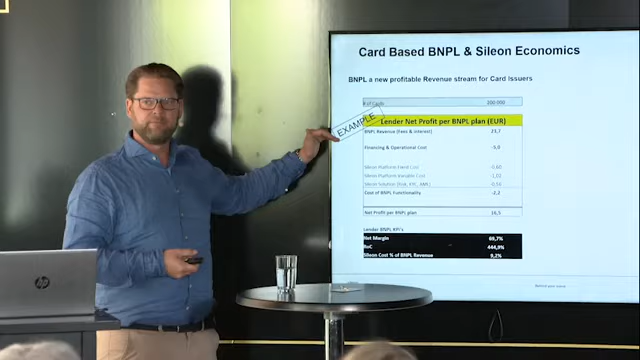 Card Based BNPL & Sileon Economics
BNPL a new profitable Revenue stream for Card Issuers
# of Cards 200 000
EXAMPLE
Lender Net Profit per BNPL plan (EUR)
BNPL Revenue (Fees & Interest) 23,7
Financing & Operational Cost -5,0
Sileon Platform Fixed Cost -0,60
Sileon Platform Variable Cost -1,02
Sileon Solution (Risk, KYC, AML) -0,56
Cost of BNPL Functionality -2,2
Net Profit per BNPL plan 16,5
Lender BNPL KPI's
Net Margin 69,7%
RoC 444,9%
Sileon Cost % of BNPL Revenue 9,2%
hp